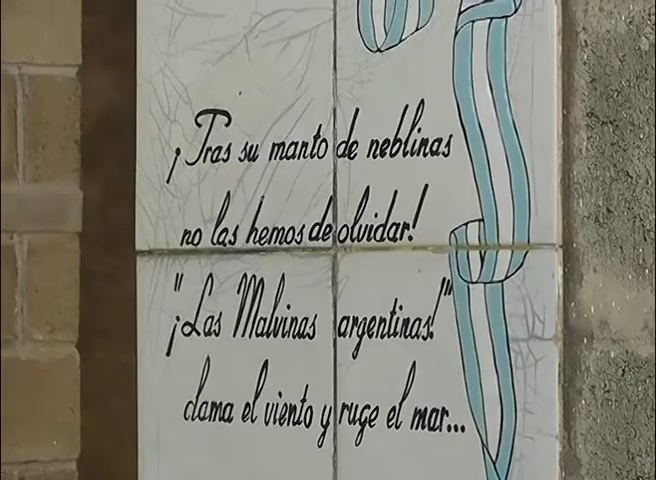 ¡Tras su manto de neblinas
no las hemos de olvidar!
"¡Las Malvinas argentinas!"
clama el viento y ruge el mar...